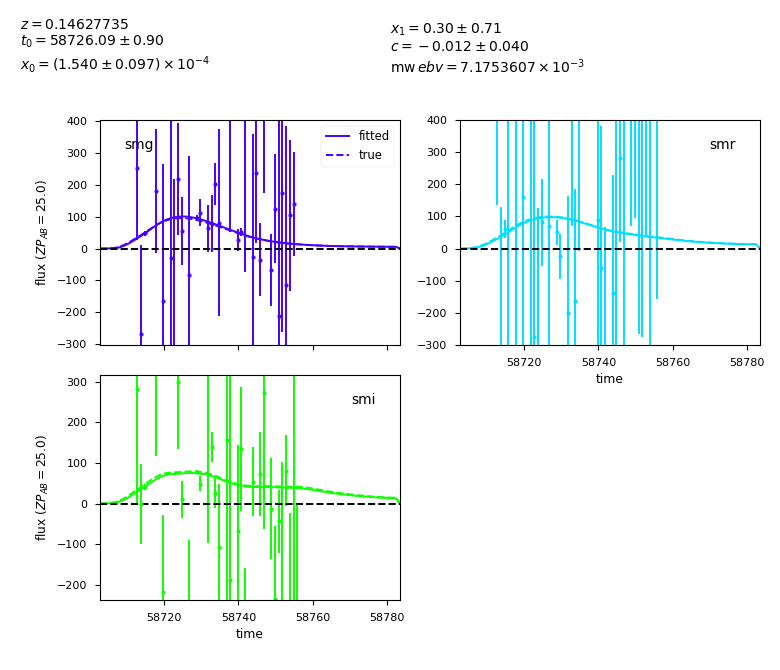 z = 0.14627735
t₀ = 58726.09 ± 0.90
x₀ = (1.540 ± 0.097) × 10⁻⁴
x₁ = 0.30 ± 0.71
c = −0.012 ± 0.040
mw ebv = 7.1753607 × 10⁻³
smg
fitted
true
400
300
200
100
0
−100
−200
−300
flux (ZP_AB = 25.0)
smr
400
300
200
100
0
−100
−200
−300
58720
58740
58760
58780
time
smi
300
200
100
0
−100
−200
flux (ZP_AB = 25.0)
58720
58740
58760
58780
time